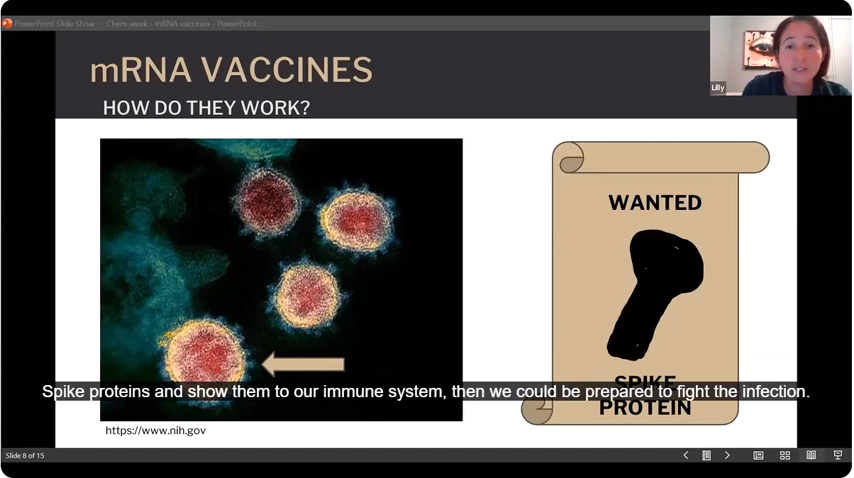 PowerPoint Slide Show - Chem week - mRNA vaccines - PowerPoint
Lilly
mRNA VACCINES
HOW DO THEY WORK?
WANTED
SPIKE
PROTEIN
Spike proteins and show them to our immune system, then we could be prepared to fight the infection.
https://www.nih.gov
Slide 8 of 15